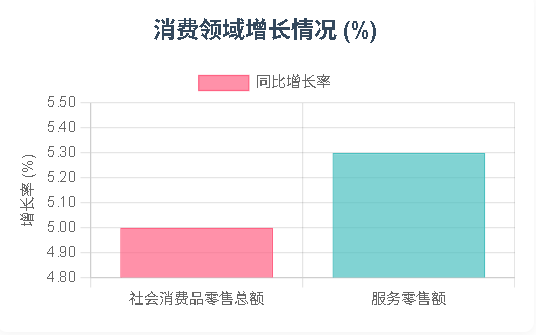 消费领域增长情况 (%)
同比增长率
5.50
5.40
5.30
5.20
5.10
5.00
4.90
4.80
增长率 (%)
社会消费品零售总额
服务零售额